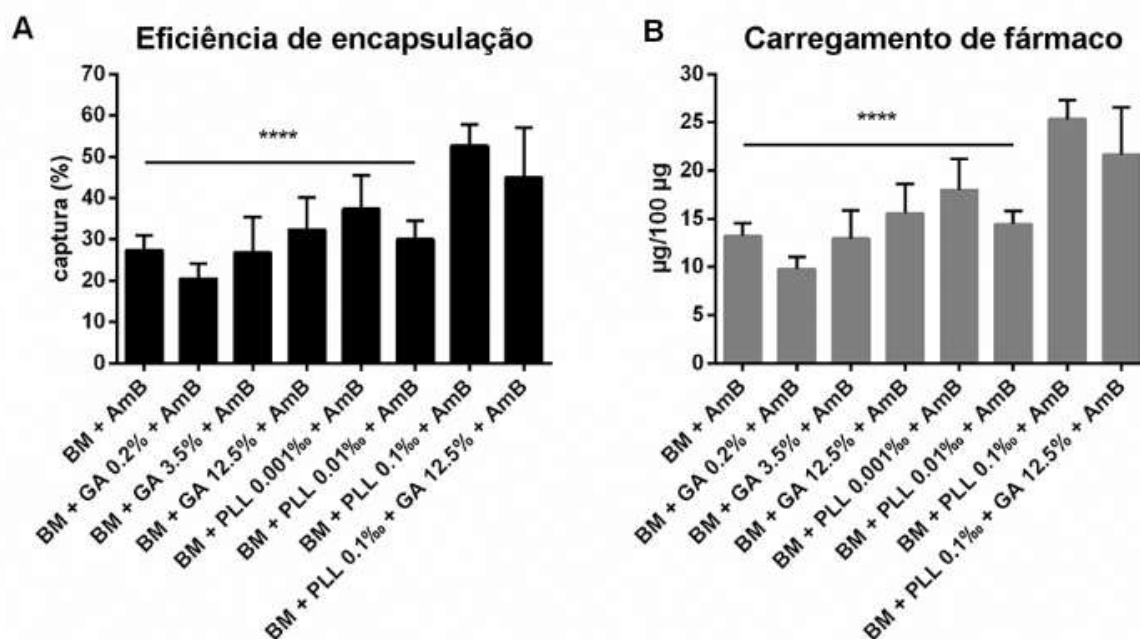 A
Eficiência de encapsulação
70
60
50
40
30
20
10
0
captura (%)
****
BM + AmB
BM + GA 0.2% + AmB
BM + GA 3.5% + AmB
BM + GA 12.5% + AmB
BM + PLL 0.001‰ + AmB
BM + PLL 0.01‰ + AmB
BM + PLL 0.1‰ + AmB
BM + PLL 0.1‰ + GA 12.5% + AmB
B
Carregamento de fármaco
30
25
20
15
10
5
0
µg/100 µg
****
BM + AmB
BM + GA 0.2% + AmB
BM + GA 3.5% + AmB
BM + GA 12.5% + AmB
BM + PLL 0.001‰ + AmB
BM + PLL 0.01‰ + AmB
BM + PLL 0.1‰ + AmB
BM + PLL 0.1‰ + GA 12.5% + AmB